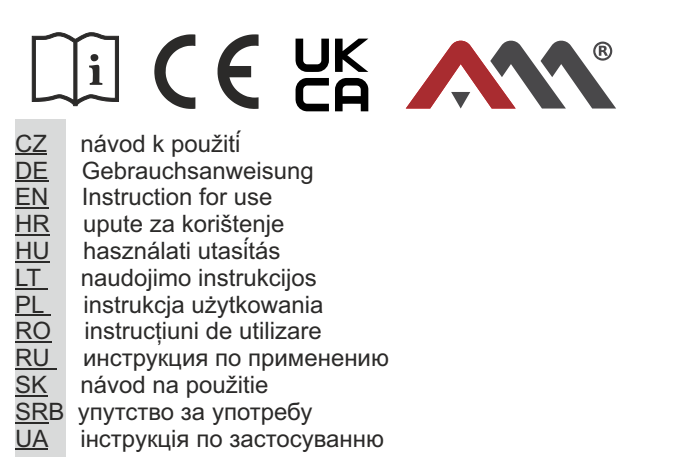 i CE UK CA AM ®
CZ návod k použití
DE Gebrauchsanweisung
EN Instruction for use
HR upute za korištenje
HU használati utasítás
LT naudojimo instrukcijos
PL instrukcja użytkowania
RO instrucțiuni de utilizare
RU инструкция по применению
SK návod na použitie
SRB упутство за употребу
UA інструкція по застосуванню